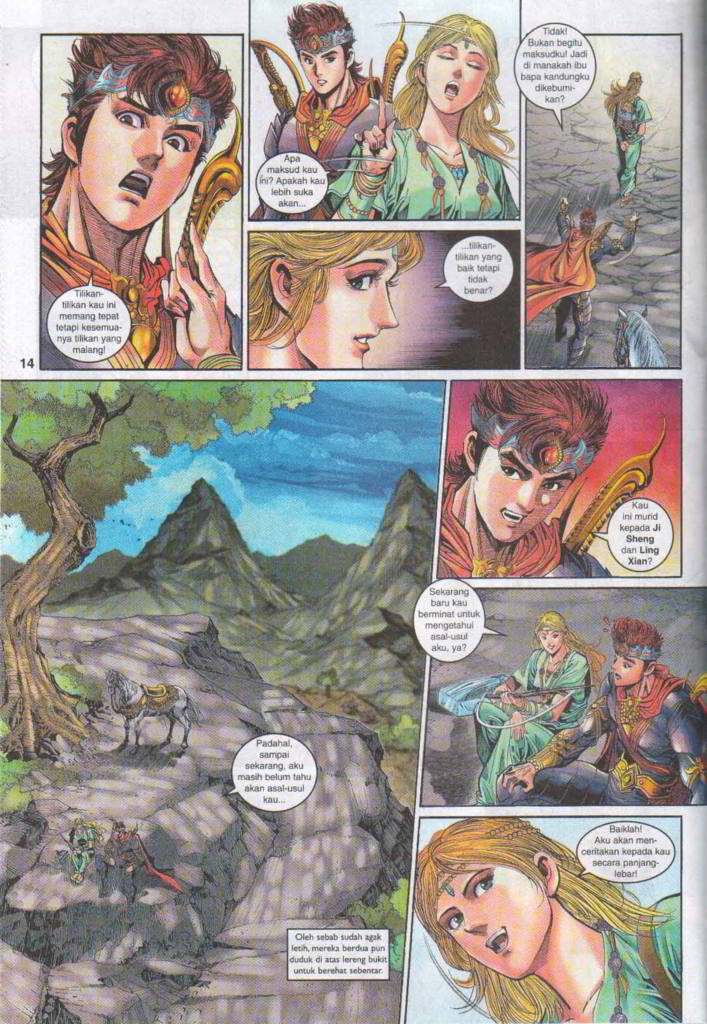 Tilikan-
tilikan kau ini
memang tepat
tetapi kesemua-
nya tilikan yang
malang!
Apa
maksud kau
ini? Apakah kau
lebih suka
akan...
...tilikan-
tilikan yang
baik tetapi
tidak
benar?
Tidak!
Bukan begitu
maksudku! Jadi
di manakah ibu
bapa kandungku
dikebumi-
kan?
14
Padahal,
sampai
sekarang, aku
masih belum tahu
akan asal-usul
kau...
Oleh sebab sudah agak
letih, mereka berdua pun
duduk di atas lereng bukit
untuk berehat sebentar.
Kau
ini murid
kepada Ji
Sheng
dan Ling
Xian?
Sekarang
baru kau
berminat untuk
mengetahui
asal-usul
aku, ya?
Baiklah!
Aku akan men-
ceritakan kepada kau
secara panjang-
lebar!